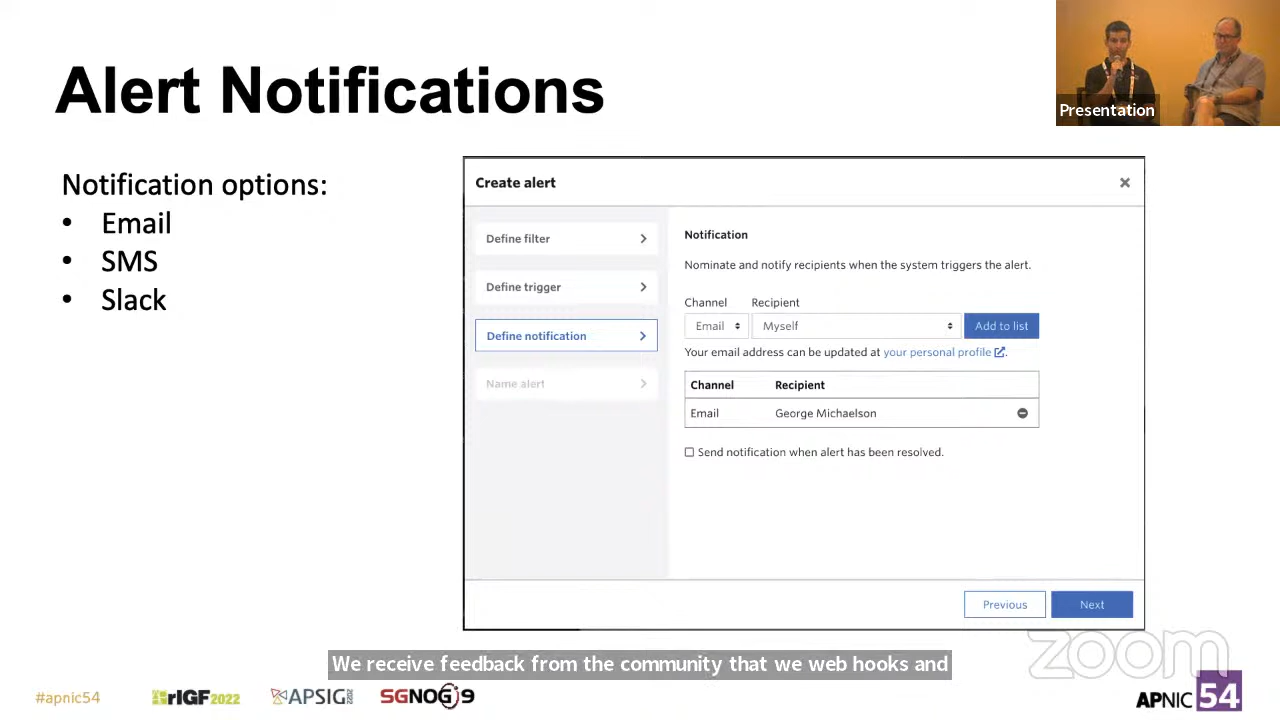 Alert Notifications
Presentation
Notification options:
• Email
• SMS
• Slack
Create alert
Define filter
Define trigger
Define notification
Name alert
Notification
Nominate and notify recipients when the system triggers the alert.
Channel Recipient
Email Myself Add to list
Your email address can be updated at your personal profile.
Channel Recipient
Email George Michaelson
Send notification when alert has been resolved.
Previous Next
zoom
We receive feedback from the community that we web hooks and
#apnic54 rIGF2022 APSIG SGNOG9 APNIC 54